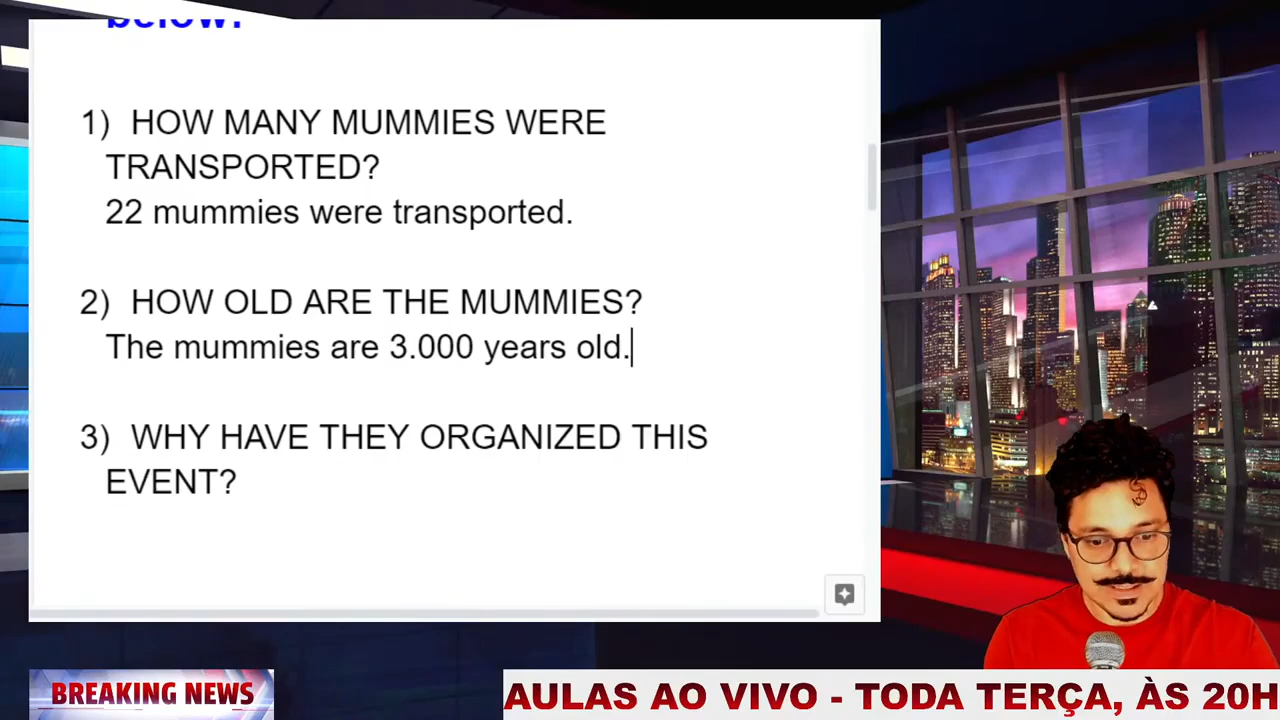 below:
1) HOW MANY MUMMIES WERE
TRANSPORTED?
22 mummies were transported.
2) HOW OLD ARE THE MUMMIES?
The mummies are 3.000 years old.
3) WHY HAVE THEY ORGANIZED THIS
EVENT?
BREAKING NEWS
AULAS AO VIVO - TODA TERÇA, ÀS 20H